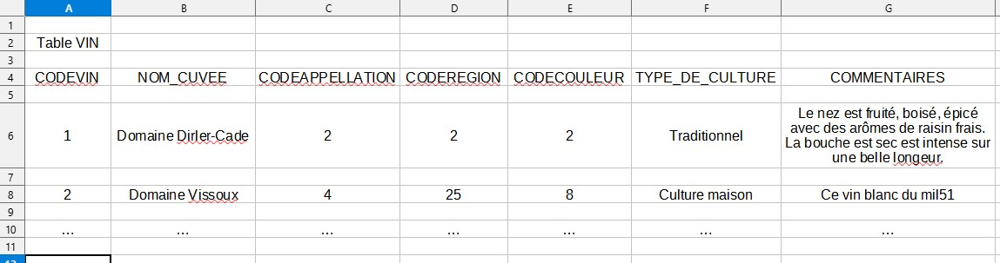 A B C D E F G
1
2 Table VIN
3
4 CODEVIN NOM_CUVEE CODEAPPELLATION CODEREGION CODECOULEUR TYPE_DE_CULTURE COMMENTAIRES
5
Le nez est fruité, boisé, épicé
avec des arômes de raisin frais.
6 1 Domaine Dirler-Cade 2 2 2 Traditionnel
La bouche est sec est intense sur
une belle longeur.
7
8 2 Domaine Vissoux 4 25 8 Culture maison Ce vin blanc du mil51
9
10 ... ... ... ... ... ... ...
11
12